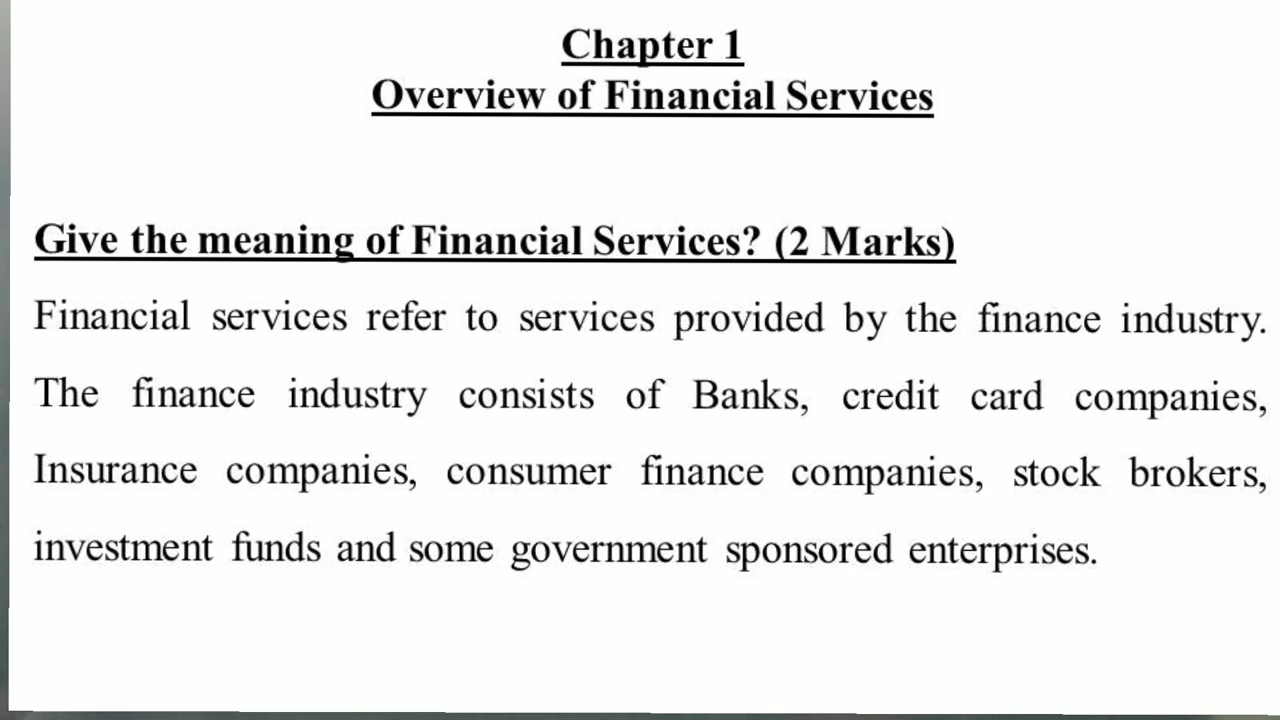 Chapter 1
Overview of Financial Services
Give the meaning of Financial Services? (2 Marks)
Financial services refer to services provided by the finance industry.
The finance industry consists of Banks, credit card companies,
Insurance companies, consumer finance companies, stock brokers,
investment funds and some government sponsored enterprises.